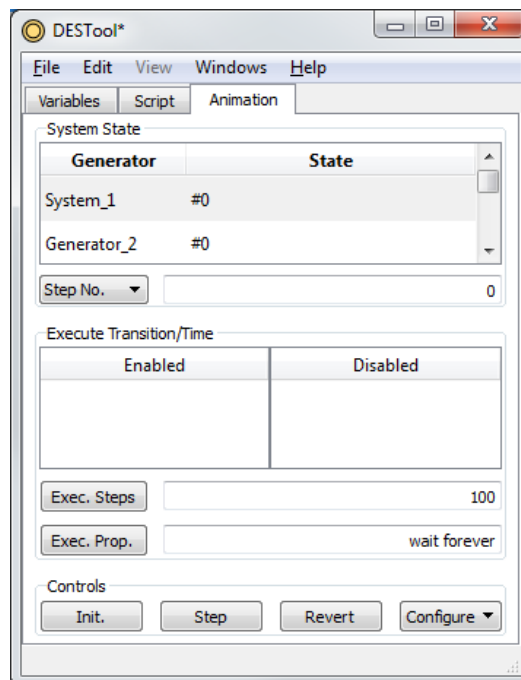 DESTool*
File Edit View Windows Help
Variables Script Animation
System State
Generator State
System_1 #0
Generator_2 #0
Step No. 0
Execute Transition/Time
Enabled Disabled
Exec. Steps 100
Exec. Prop. wait forever
Controls
Init. Step Revert Configure